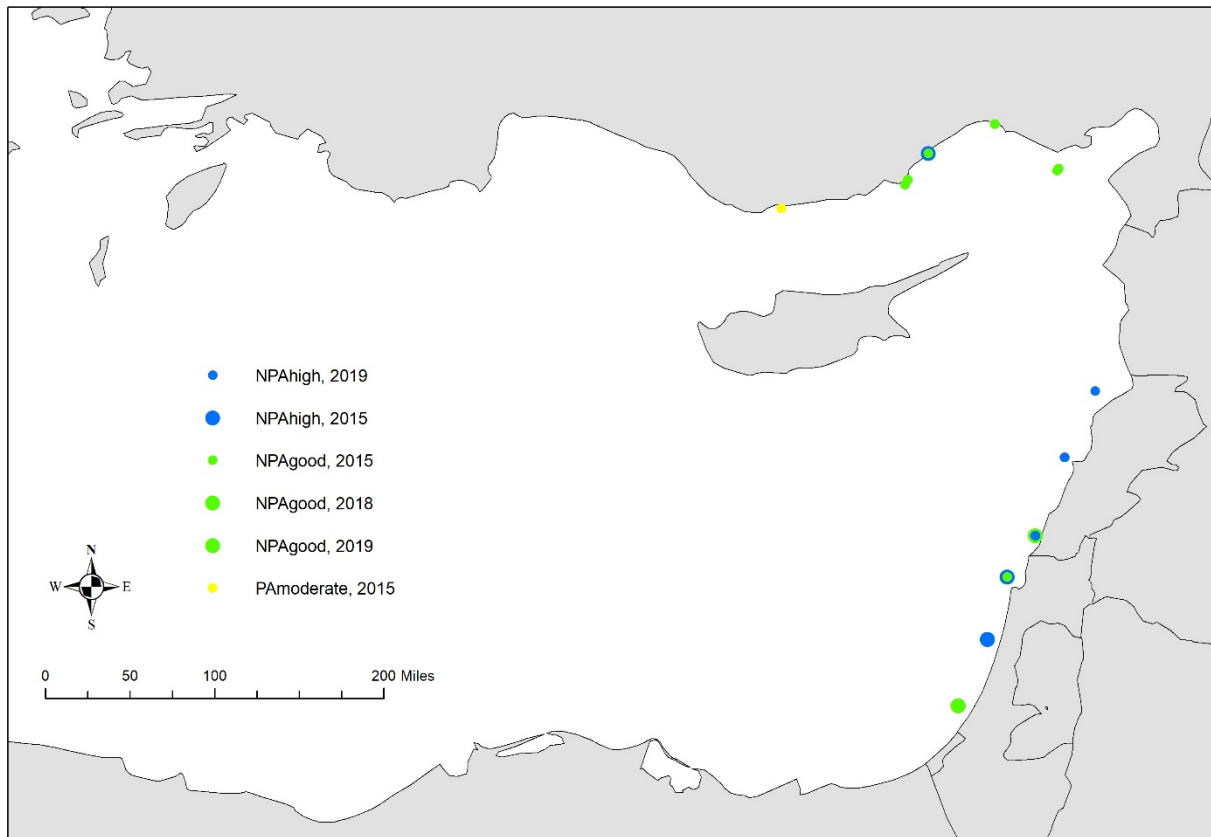 NPAhigh, 2019
NPAhigh, 2015
NPAgood, 2015
NPAgood, 2018
NPAgood, 2019
PAmoderate, 2015
N
W E
S
0 50 100 200 Miles